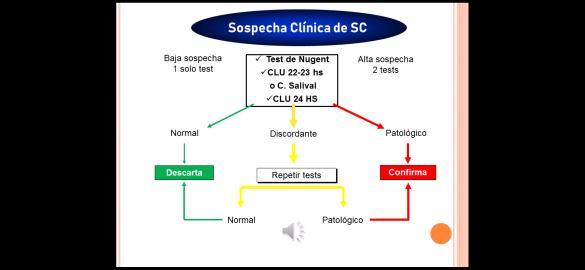 Sospecha Clínica de SC
Baja sospecha
1 solo test
✓ Test de Nugent
✓CLU 22-23 hs
o C. Salival
✓CLU 24 HS
Alta sospecha
2 tests
Normal
Discordante
Patológico
Descarta
Repetir tests
Confirma
Normal
Patológico